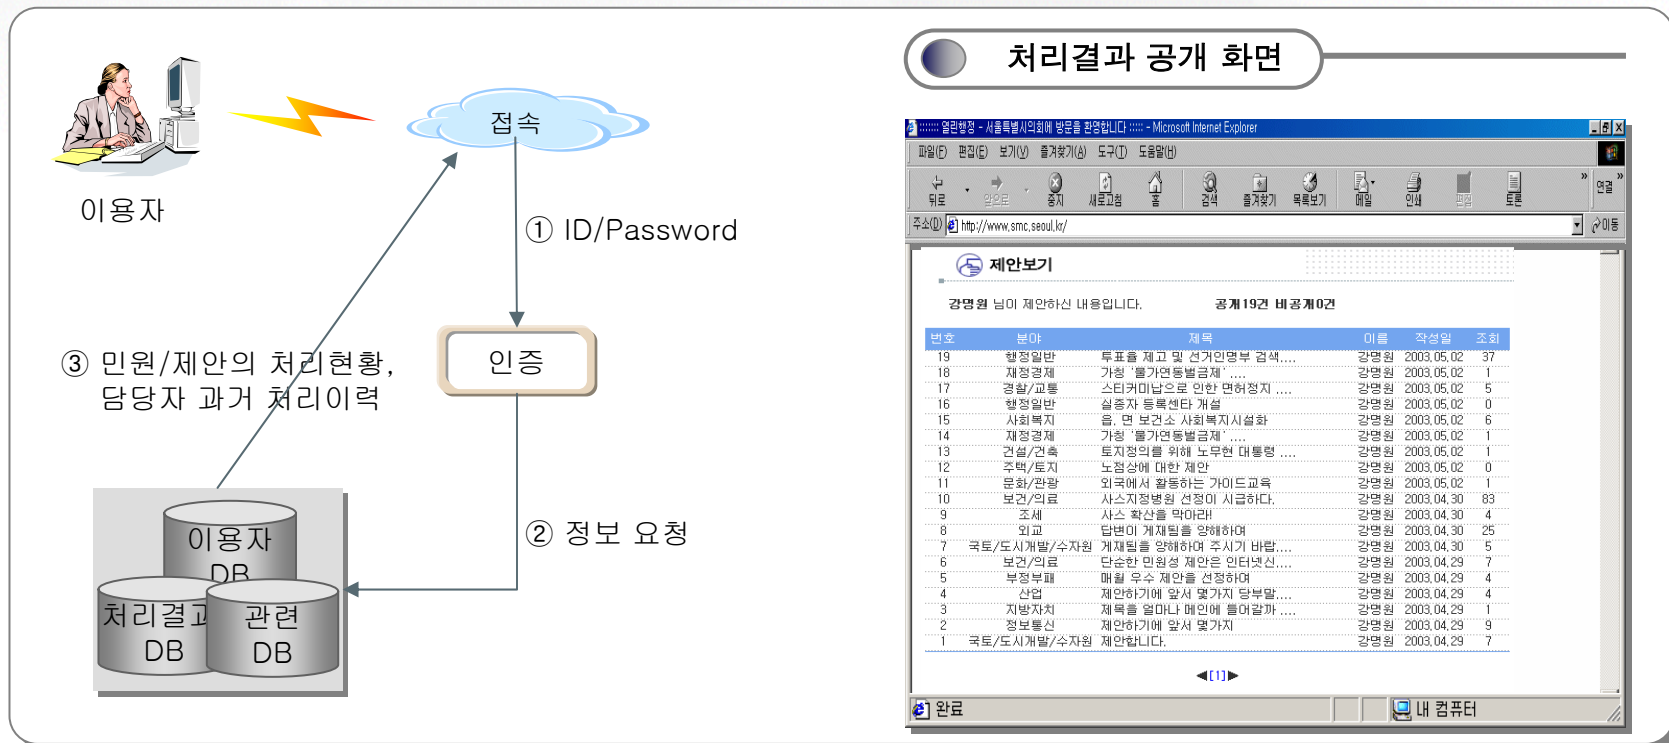 접속
이용자
① ID/Password
인증
③ 민원/제안의 처리현황,
담당자 과거 처리이력
② 정보 요청
이용자
DB
처리결과
DB
관련
DB
처리결과 공개 화면
::::::: 열린행정 - 서울특별시의회에 방문을 환영합니다 ::::: - Microsoft Internet Explorer
파일(F) 편집(E) 보기(V) 즐겨찾기(A) 도구(T) 도움말(H)
뒤로 앞으로 중지 새로고침 홈 검색 즐겨찾기 목록보기 메일 인쇄 편집 토론 » 연결 »
주소(D) http://www.smc.seoul.kr/ 이동
제안보기
강명원 님이 제안하신 내용입니다. 공개19건 비공개0건
번호 분야 제목 이름 작성일 조회
19 행정일반 투표율 제고 및 선거인명부 검색.... 강명원 2003.05.02 37
18 재정경제 가칭 '물가연동벌금제' .... 강명원 2003.05.02 1
17 경찰/교통 스티커미납으로 인한 면허정지 .... 강명원 2003.05.02 5
16 행정일반 실종자 등록센타 개설 강명원 2003.05.02 0
15 사회복지 읍, 면 보건소 사회복지시설화 강명원 2003.05.02 6
14 재정경제 가칭 '물가연동벌금제' .... 강명원 2003.05.02 1
13 건설/건축 토지정의를 위해 노무현 대통령 .... 강명원 2003.05.02 1
12 주택/토지 노점상에 대한 제안 강명원 2003.05.02 0
11 문화/관광 외국에서 활동하는 가이드교육 강명원 2003.05.02 1
10 보건/의료 사스지정병원 선정이 시급하다. 강명원 2003.04.30 83
9 조세 사스 확산을 막아라! 강명원 2003.04.30 4
8 외교 답변이 게재됨을 양해하며 강명원 2003.04.30 25
7 국토/도시개발/수자원 게재됨을 양해하여 주시기 바랍.... 강명원 2003.04.30 5
6 보건/의료 단순한 민원성 제안은 인터넷신.... 강명원 2003.04.29 7
5 부정부패 매월 우수 제안을 선정하며 강명원 2003.04.29 4
4 산업 제안하기에 앞서 몇가지 당부말.... 강명원 2003.04.29 4
3 지방자치 제목을 얼마나 메인에 들어갈까 .... 강명원 2003.04.29 1
2 정보통신 제안하기에 앞서 몇가지 강명원 2003.04.29 9
1 국토/도시개발/수자원 제안합니다. 강명원 2003.04.29 7
◀[1]▶
완료 내 컴퓨터